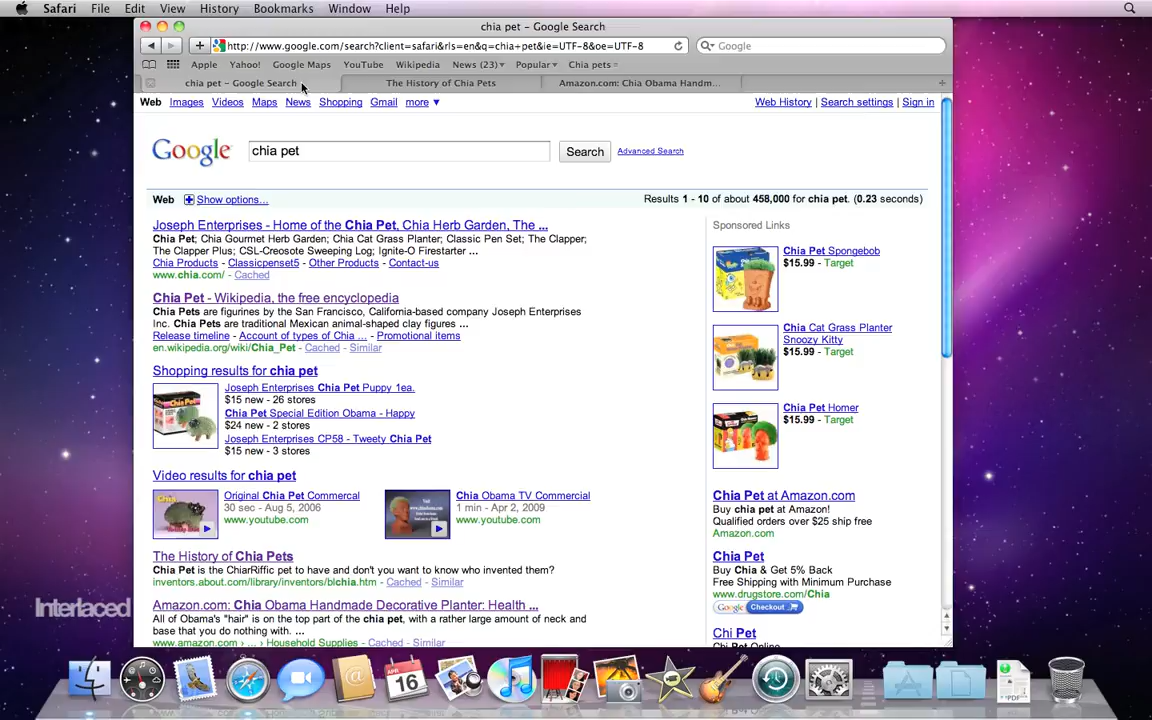 Safari File Edit View History Bookmarks Window Help
chia pet – Google Search
http://www.google.com/search?client=safari&rls=en&q=chia+pet&ie=UTF-8&oe=UTF-8
Google
Apple Yahoo! Google Maps YouTube Wikipedia News (23) Popular Chia pets
chia pet – Google Search The History of Chia Pets Amazon.com: Chia Obama Handm...
Web Images Videos Maps News Shopping Gmail more ▼
Web History | Search settings | Sign in
Google chia pet Search Advanced Search
Web Show options...
Results 1 - 10 of about 458,000 for chia pet. (0.23 seconds)
Joseph Enterprises - Home of the Chia Pet, Chia Herb Garden, The ...
Chia Pet; Chia Gourmet Herb Garden; Chia Cat Grass Planter; Classic Pen Set; The Clapper;
The Clapper Plus; CSL-Creosote Sweeping Log; Ignite-O Firestarter ...
Chia Products - Classicpenset5 - Other Products - Contact-us
www.chia.com/ - Cached
Chia Pet - Wikipedia, the free encyclopedia
Chia Pets are figurines by the San Francisco, California-based company Joseph Enterprises
Inc. Chia Pets are traditional Mexican animal-shaped clay figures ...
Release timeline - Account of types of Chia ... - Promotional items
en.wikipedia.org/wiki/Chia_Pet - Cached - Similar
Shopping results for chia pet
Joseph Enterprises Chia Pet Puppy 1ea.
$15 new - 26 stores
Chia Pet Special Edition Obama - Happy
$24 new - 2 stores
Joseph Enterprises CP58 - Tweety Chia Pet
$15 new - 3 stores
Video results for chia pet
Original Chia Pet Commercal
30 sec - Aug 5, 2006
www.youtube.com
Chia Obama TV Commercial
1 min - Apr 2, 2009
www.youtube.com
The History of Chia Pets
Chia Pet is the ChiarRiffic pet to have and don't you want to know who invented them?
inventors.about.com/library/inventors/blchia.htm - Cached - Similar
Amazon.com: Chia Obama Handmade Decorative Planter: Health ...
All of Obama's "hair" is on the top part of the chia pet, with a rather large amount of neck and
base that you do nothing with. ...
www.amazon.com › ... › Household Supplies - Cached - Similar
Sponsored Links
Chia Pet Spongebob
$15.99 - Target
Chia Cat Grass Planter
Snoozy Kitty
$15.99 - Target
Chia Pet Homer
$15.99 - Target
Chia Pet at Amazon.com
Buy chia pet at Amazon!
Qualified orders over $25 ship free
Amazon.com
Chia Pet
Buy Chia & Get 5% Back
Free Shipping with Minimum Purchase
www.drugstore.com/Chia
Google Checkout
Chi Pet
Chi Pet Online
Interlaced
APR
16
PDF